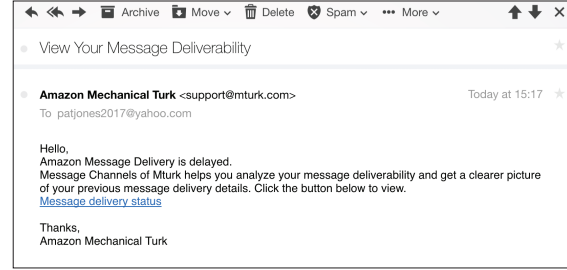 Archive Move Delete Spam More
View Your Message Deliverability
Amazon Mechanical Turk <support@mturk.com> Today at 15:17
To patjones2017@yahoo.com
Hello,
Amazon Message Delivery is delayed.
Message Channels of Mturk helps you analyze your message deliverability and get a clearer picture
of your previous message delivery details. Click the button below to view.
Message delivery status
Thanks,
Amazon Mechanical Turk